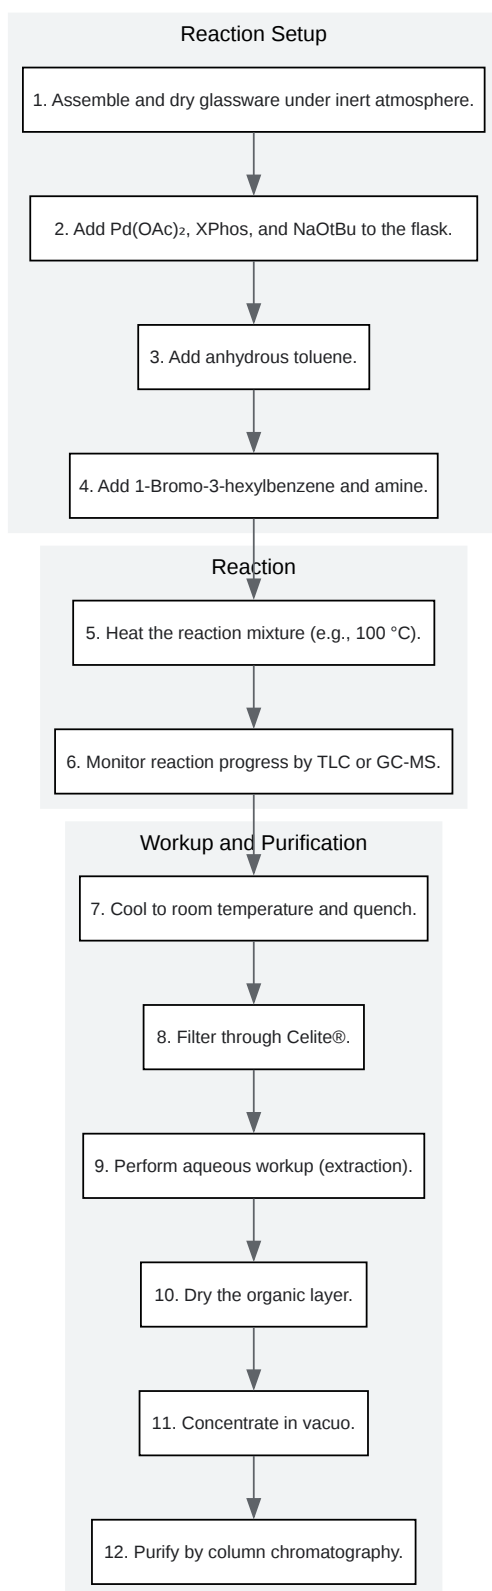 Reaction Setup
1. Assemble and dry glassware under inert atmosphere.
2. Add Pd(OAc)₂, XPhos, and NaOtBu to the flask.
3. Add anhydrous toluene.
4. Add 1-Bromo-3-hexylbenzene and amine.
Reaction
5. Heat the reaction mixture (e.g., 100 °C).
6. Monitor reaction progress by TLC or GC-MS.
Workup and Purification
7. Cool to room temperature and quench.
8. Filter through Celite®.
9. Perform aqueous workup (extraction).
10. Dry the organic layer.
11. Concentrate in vacuo.
12. Purify by column chromatography.